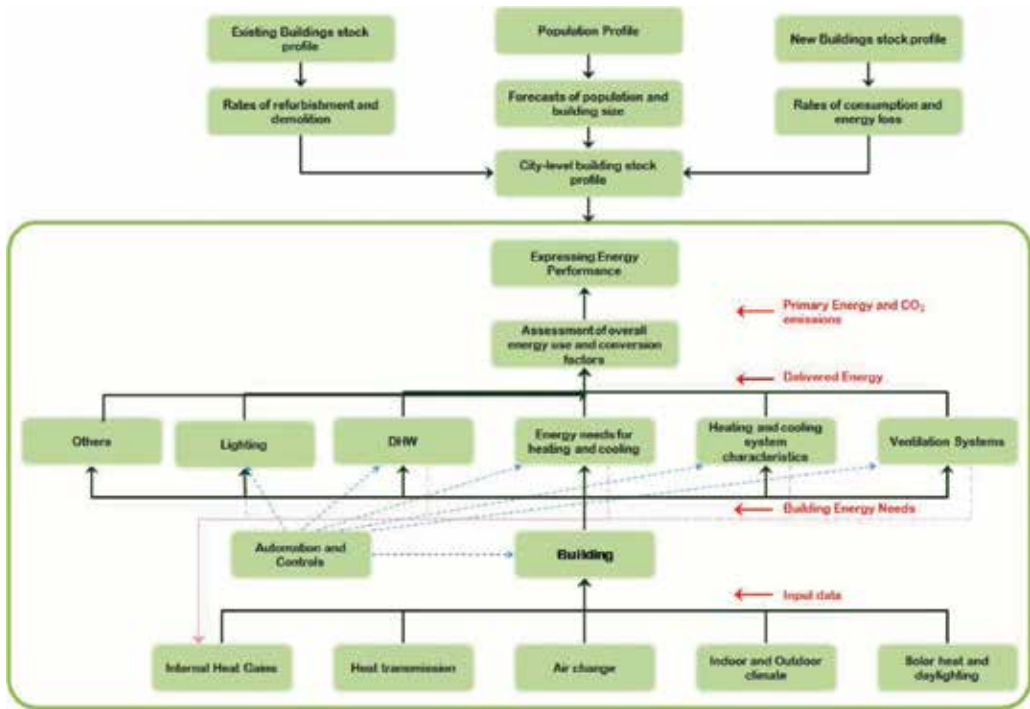 Existing Buildings stock
profile
Population Profile
New Buildings stock profile
Rates of refurbishment and
demolition
Forecasts of population and
building size
Rates of consumption and
energy loss
City-level building stock
profile
Expressing Energy
Performance
Primary Energy and CO₂
emissions
Assessment of overall
energy use and conversion
factors
Delivered Energy
Others
Lighting
DHW
Energy needs for
heating and cooling
Heating and cooling
system
characteristics
Ventilation Systems
Building Energy Needs
Automation and
Controls
Building
Input data
Internal Heat Gains
Heat transmission
Air change
Indoor and Outdoor
climate
Solar heat and
daylighting